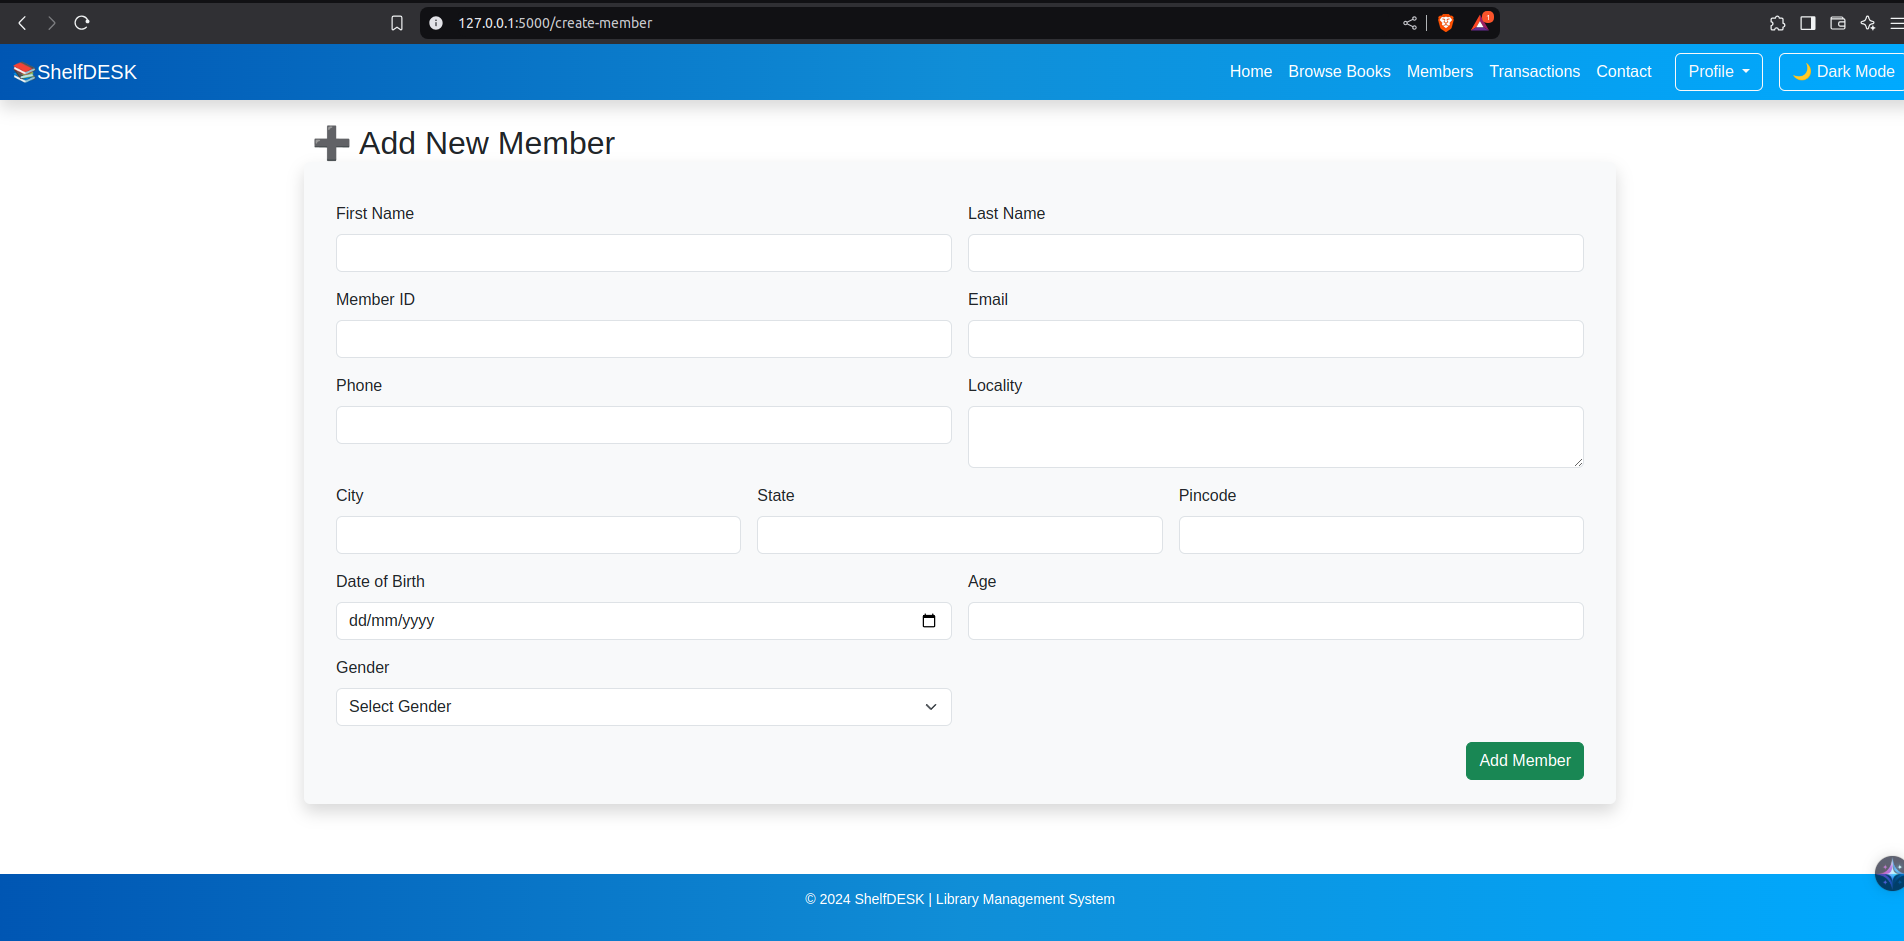 127.0.0.1:5000/create-member
1
📚ShelfDESK
Home Browse Books Members Transactions Contact Profile 🌙 Dark Mode
➕ Add New Member
First Name Last Name
Member ID Email
Phone Locality
City State Pincode
Date of Birth Age
dd/mm/yyyy
Gender
Select Gender
Add Member
© 2024 ShelfDESK | Library Management System